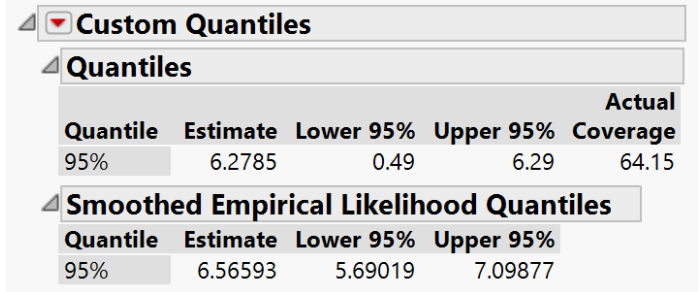 Custom Quantiles
Quantiles
Actual
Quantile Estimate Lower 95% Upper 95% Coverage
95% 6.2785 0.49 6.29 64.15
Smoothed Empirical Likelihood Quantiles
Quantile Estimate Lower 95% Upper 95%
95% 6.56593 5.69019 7.09877